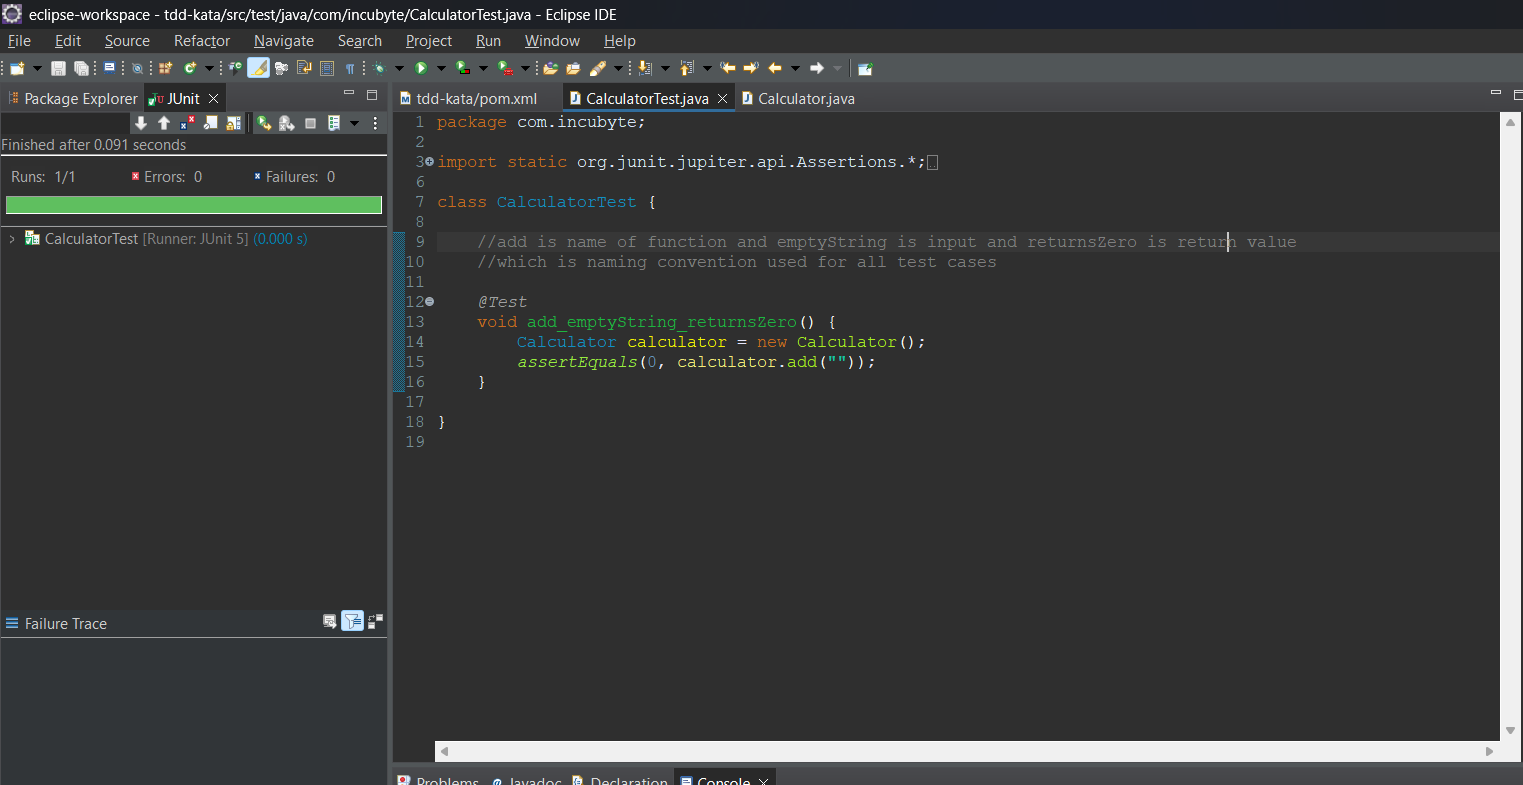 eclipse-workspace - tdd-kata/src/test/java/com/incubyte/CalculatorTest.java - Eclipse IDE
File Edit Source Refactor Navigate Search Project Run Window Help
Package Explorer JUnit
tdd-kata/pom.xml CalculatorTest.java Calculator.java
Finished after 0.091 seconds
Runs: 1/1 Errors: 0 Failures: 0
CalculatorTest [Runner: JUnit 5] (0.000 s)
Failure Trace
1 package com.incubyte;
2
3 import static org.junit.jupiter.api.Assertions.*;
6
7 class CalculatorTest {
8
9 //add is name of function and emptyString is input and returnsZero is return value
10 //which is naming convention used for all test cases
11
12 @Test
13 void add_emptyString_returnsZero() {
14 Calculator calculator = new Calculator();
15 assertEquals(0, calculator.add(""));
16 }
17
18 }
19
Problems Javadoc Declaration Console